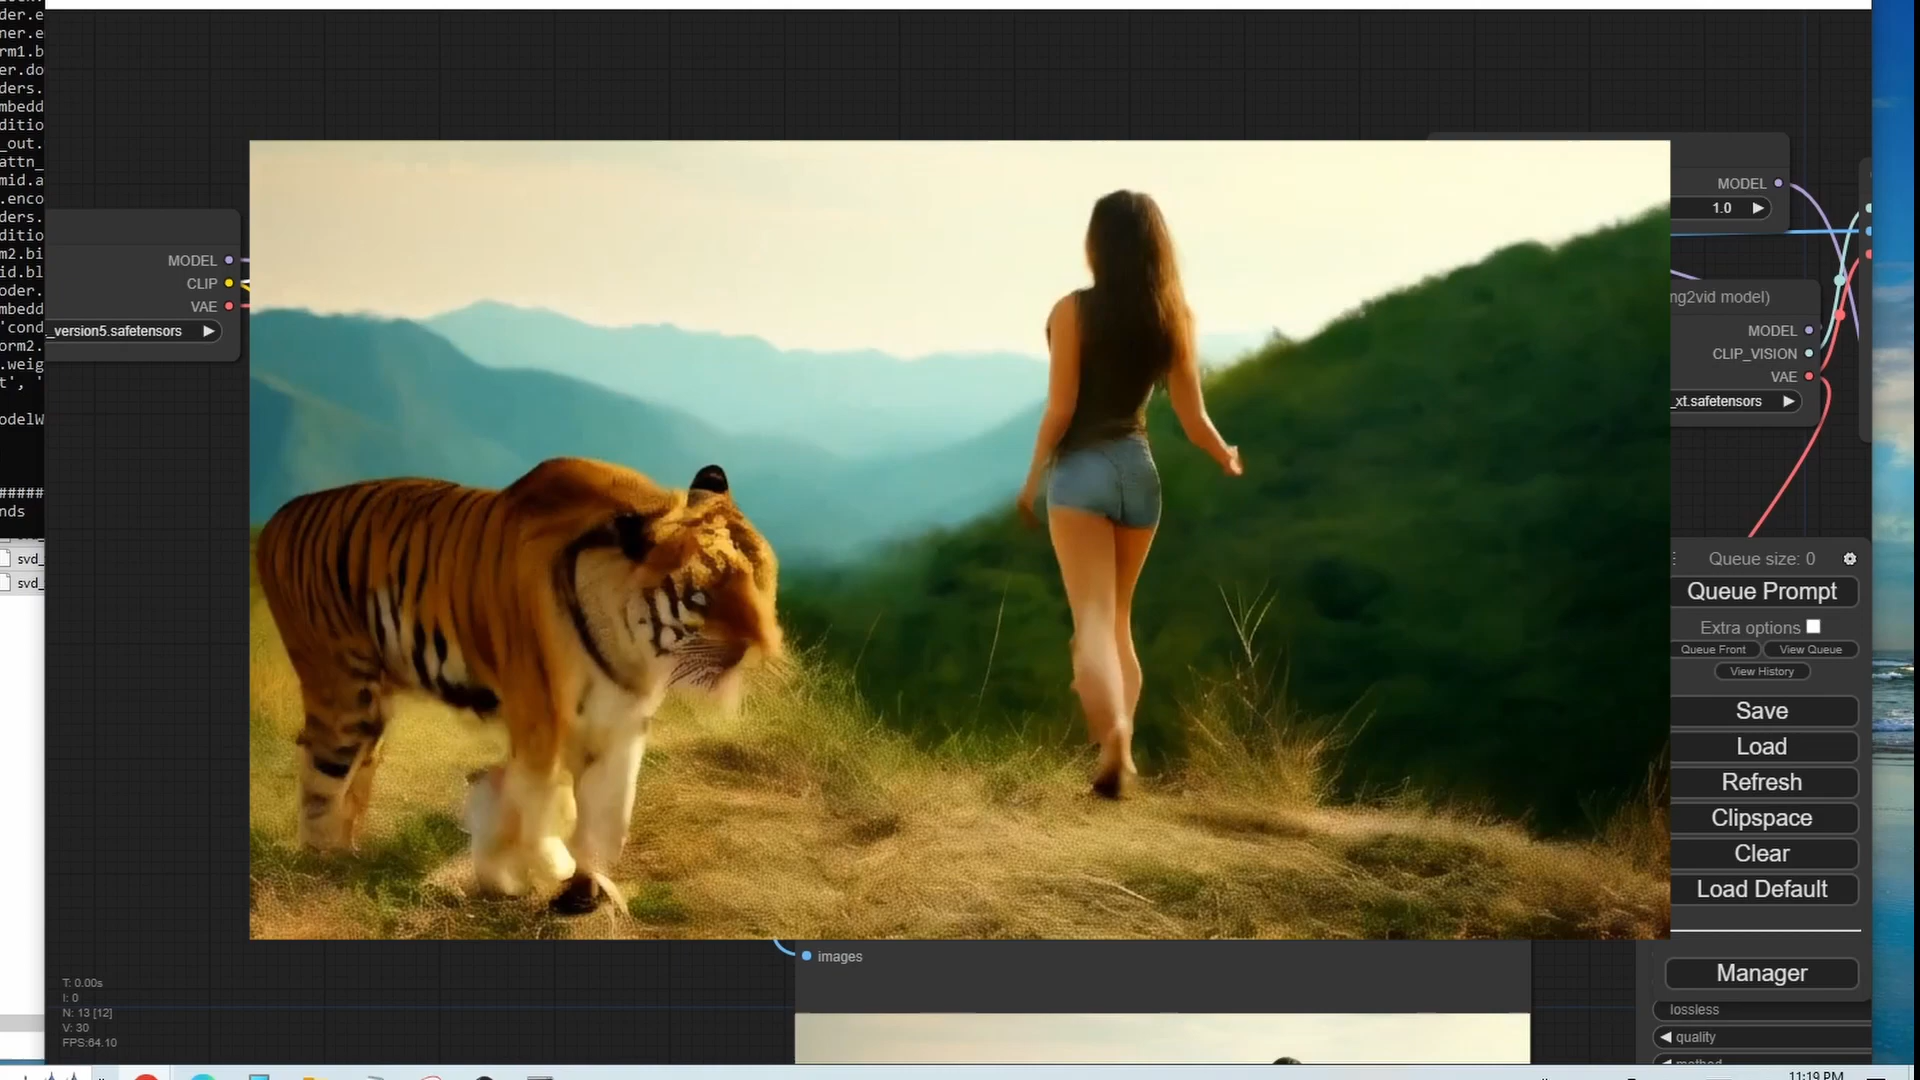 der.e
ner.e
rm1.b
er.do
ders.
mbedd
ditio
_out.
attn_
mid.a
.enco
ders.
ditio
m2.bi
id.bl
oder.
mbedd
'cond_
orm2.
.weig
t', '
odelW
#####
nds
svd_
svd_
MODEL
CLIP
VAE
_version5.safetensors
MODEL
1.0
ng2vid model)
MODEL
CLIP_VISION
VAE
_xt.safetensors
Queue size: 0
Queue Prompt
Extra options
Queue Front View Queue
View History
Save
Load
Refresh
Clipspace
Clear
Load Default
Manager
lossless
quality
images
T: 0.00s
I: 0
N: 13 [12]
V: 30
FPS:64.10
11:19 PM